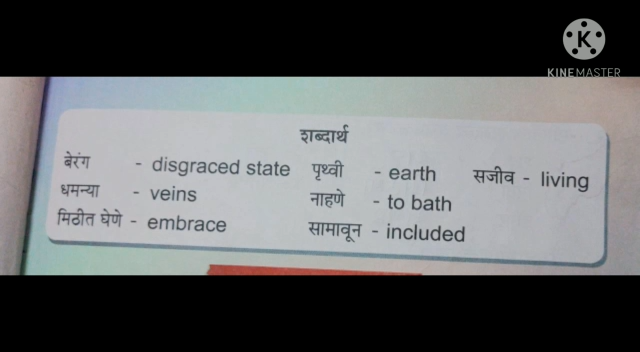 K
KINEMASTER
शब्दार्थ
बेरंग - disgraced state पृथ्वी - earth सजीव - living
धमन्या - veins नाहणे - to bath
मिठीत घेणे - embrace सामावून - included